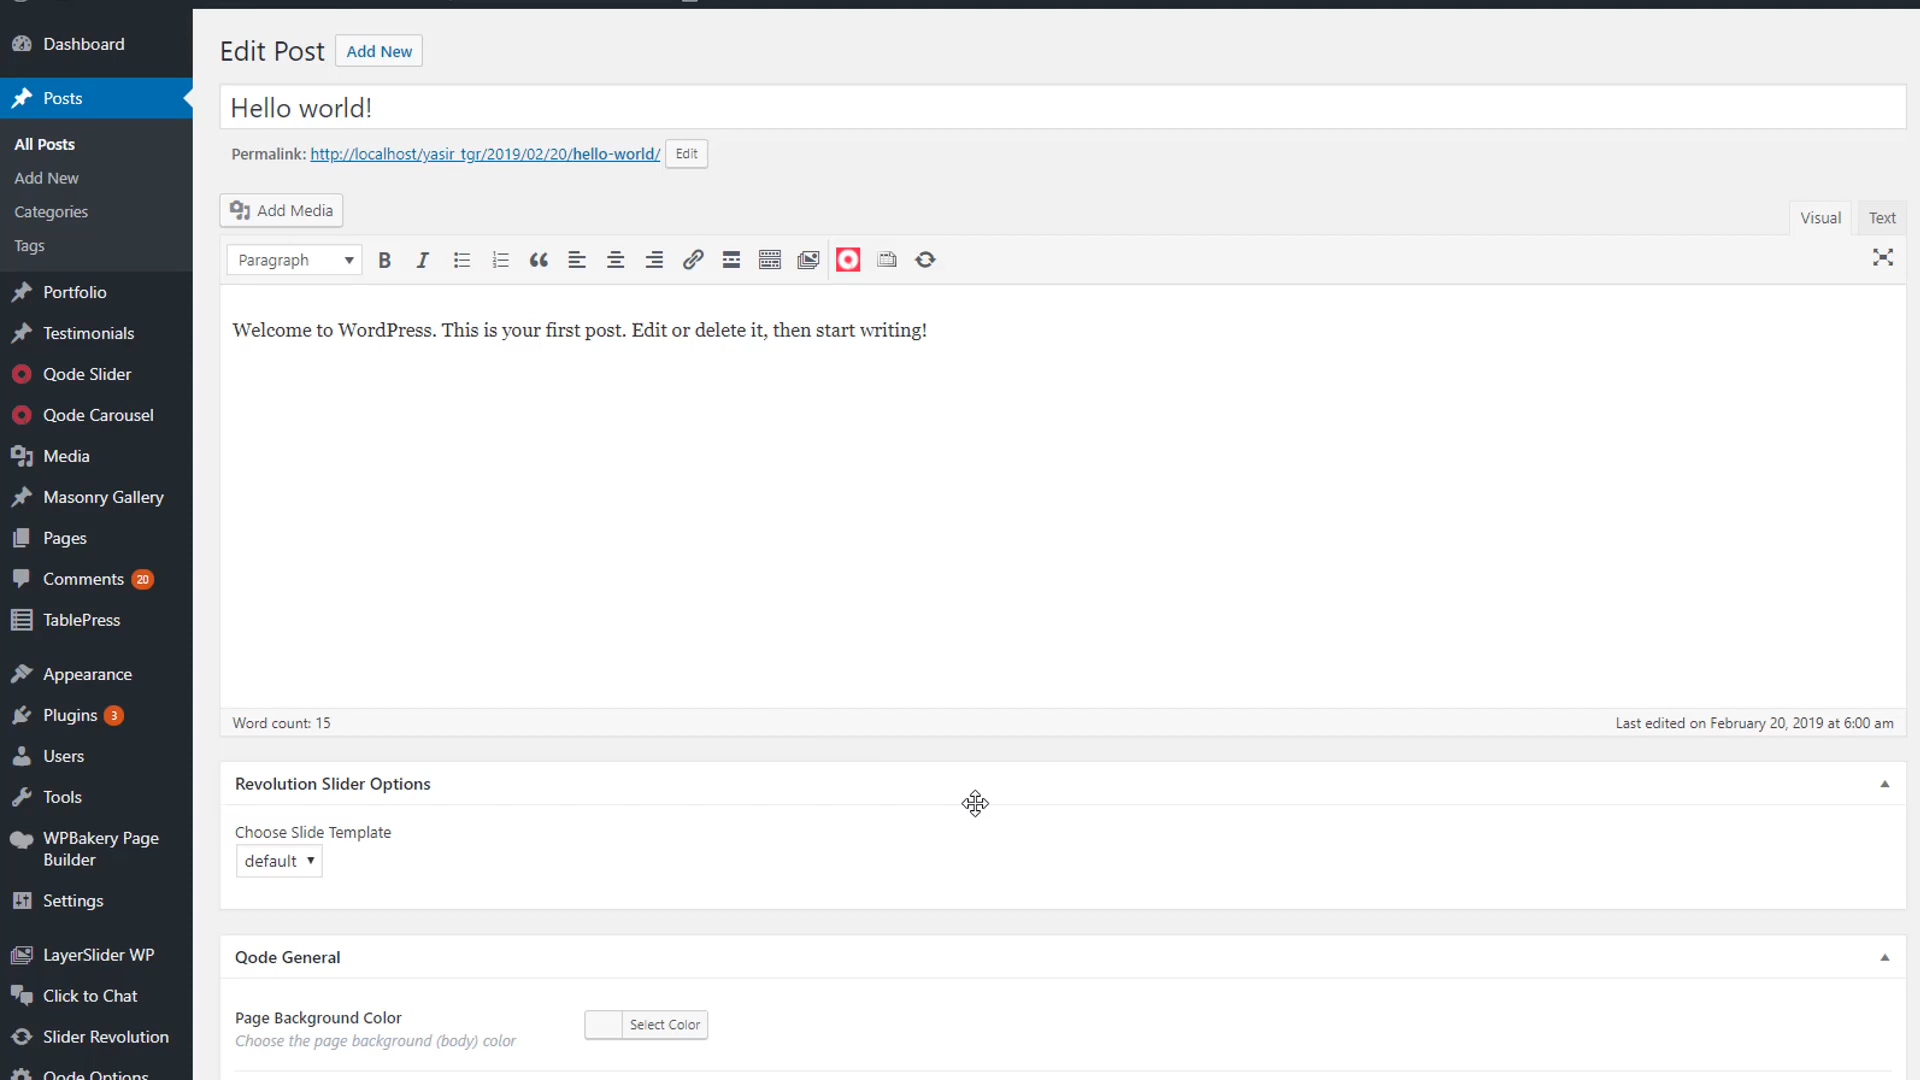 Dashboard
Posts
All Posts
Add New
Categories
Tags
Portfolio
Testimonials
Qode Slider
Qode Carousel
Media
Masonry Gallery
Pages
Comments 20
TablePress
Appearance
Plugins 3
Users
Tools
WPBakery Page
Builder
Settings
LayerSlider WP
Click to Chat
Slider Revolution
Qode Options
Edit Post Add New
Hello world!
Permalink: http://localhost/yasir_tgr/2019/02/20/hello-world/ Edit
Add Media
Visual Text
Paragraph
Welcome to WordPress. This is your first post. Edit or delete it, then start writing!
Word count: 15 Last edited on February 20, 2019 at 6:00 am
Revolution Slider Options
Choose Slide Template
default
Qode General
Page Background Color
Select Color
Choose the page background (body) color